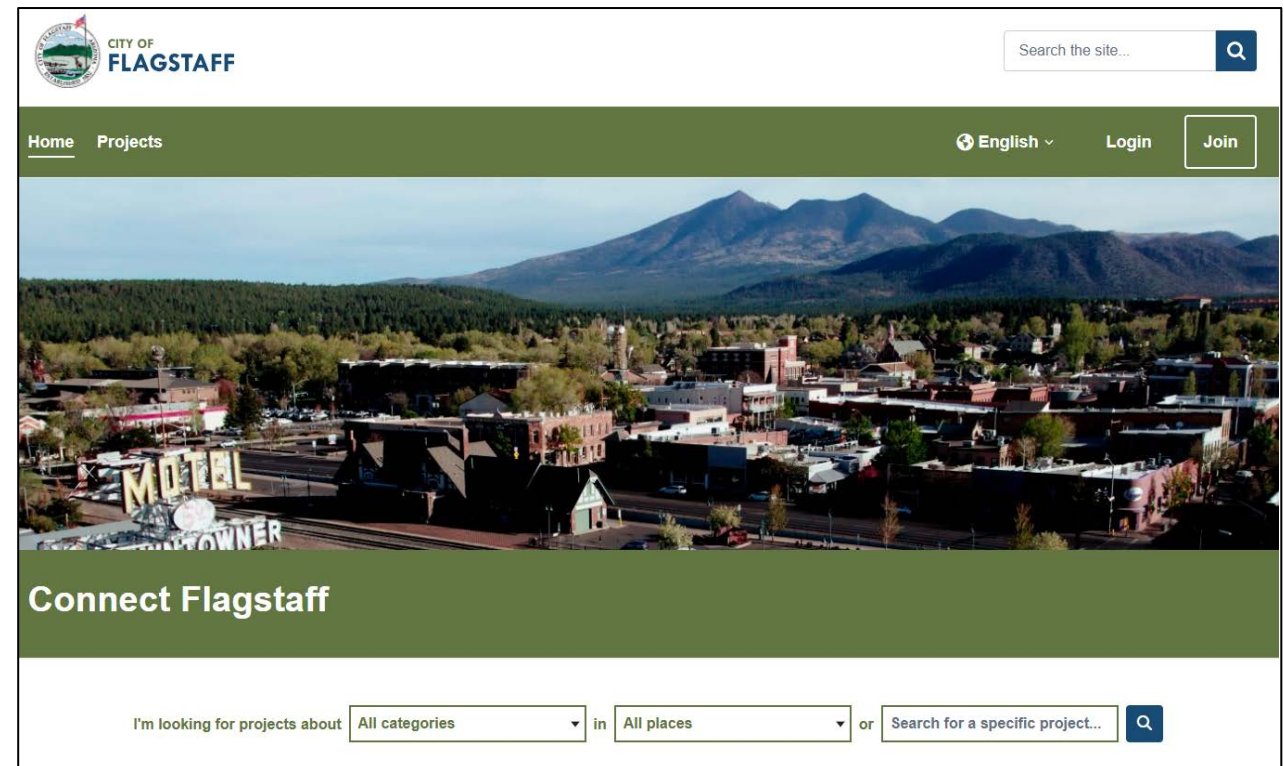 CITY OF
FLAGSTAFF
Search the site...
Home Projects English Login Join
MOTEL
DOWNTOWNER
Connect Flagstaff
I'm looking for projects about All categories in All places or Search for a specific project...